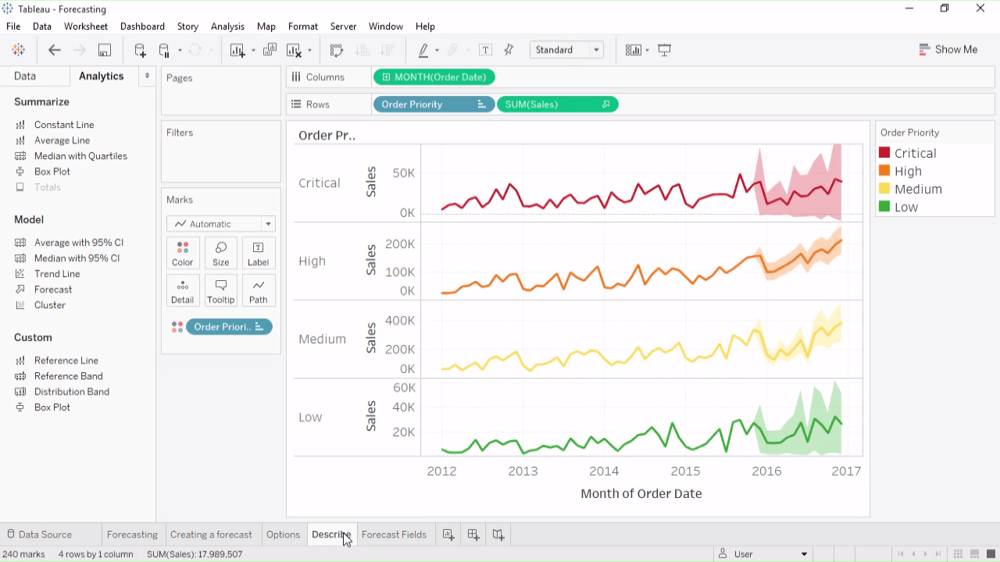 Tableau - Forecasting
File Data Worksheet Dashboard Story Analysis Map Format Server Window Help
Standard
Show Me
Data Analytics
Summarize
Constant Line
Average Line
Median with Quartiles
Box Plot
Totals
Model
Average with 95% CI
Median with 95% CI
Trend Line
Forecast
Cluster
Custom
Reference Line
Reference Band
Distribution Band
Box Plot
Pages
Filters
Marks
Automatic
Color Size Label
Detail Tooltip Path
Order Priori..
Columns MONTH(Order Date)
Rows Order Priority SUM(Sales)
Order Pr..
Critical Sales 50K
0K
High Sales 200K
100K
0K
Medium Sales 400K
200K
0K
Low Sales 60K
40K
20K
2012 2013 2014 2015 2016 2017
Month of Order Date
Order Priority
Critical
High
Medium
Low
Data Source Forecasting Creating a forecast Options Describe Forecast Fields
240 marks 4 rows by 1 column SUM(Sales): 17,989,507 User